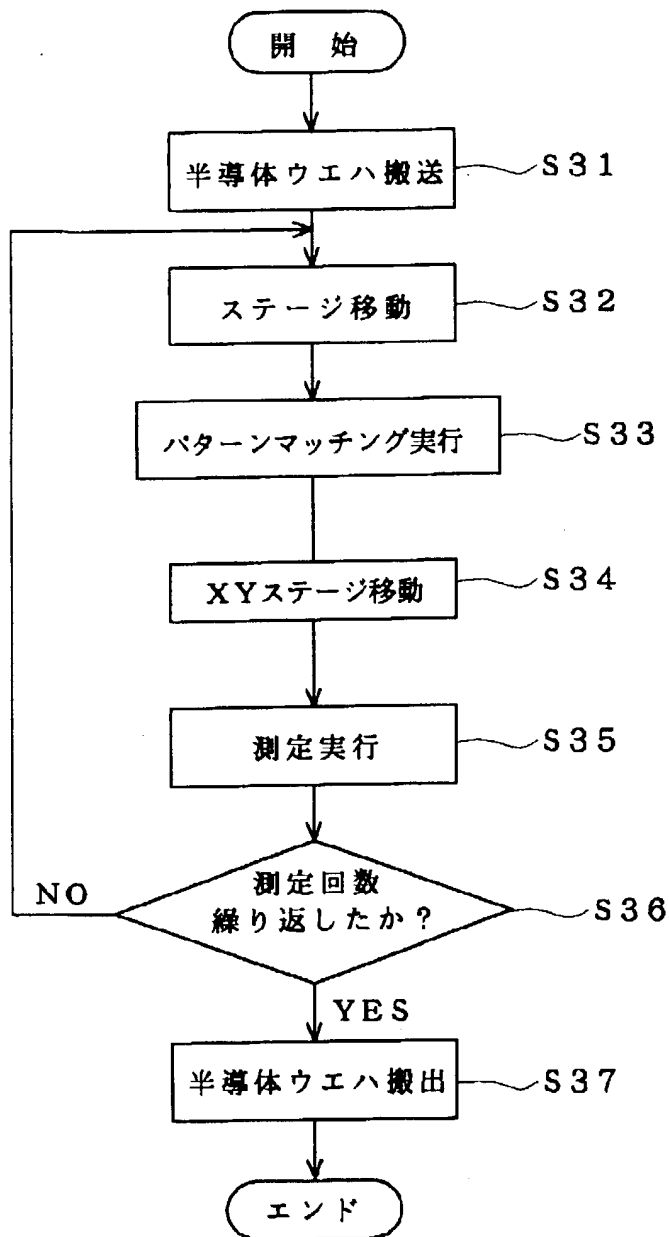 開 始
半導体ウエハ搬送
S31
ステージ移動
S32
パターンマッチング実行
S33
XYステージ移動
S34
測定実行
S35
測定回数
繰り返したか?
S36
NO
YES
半導体ウエハ搬出
S37
エンド